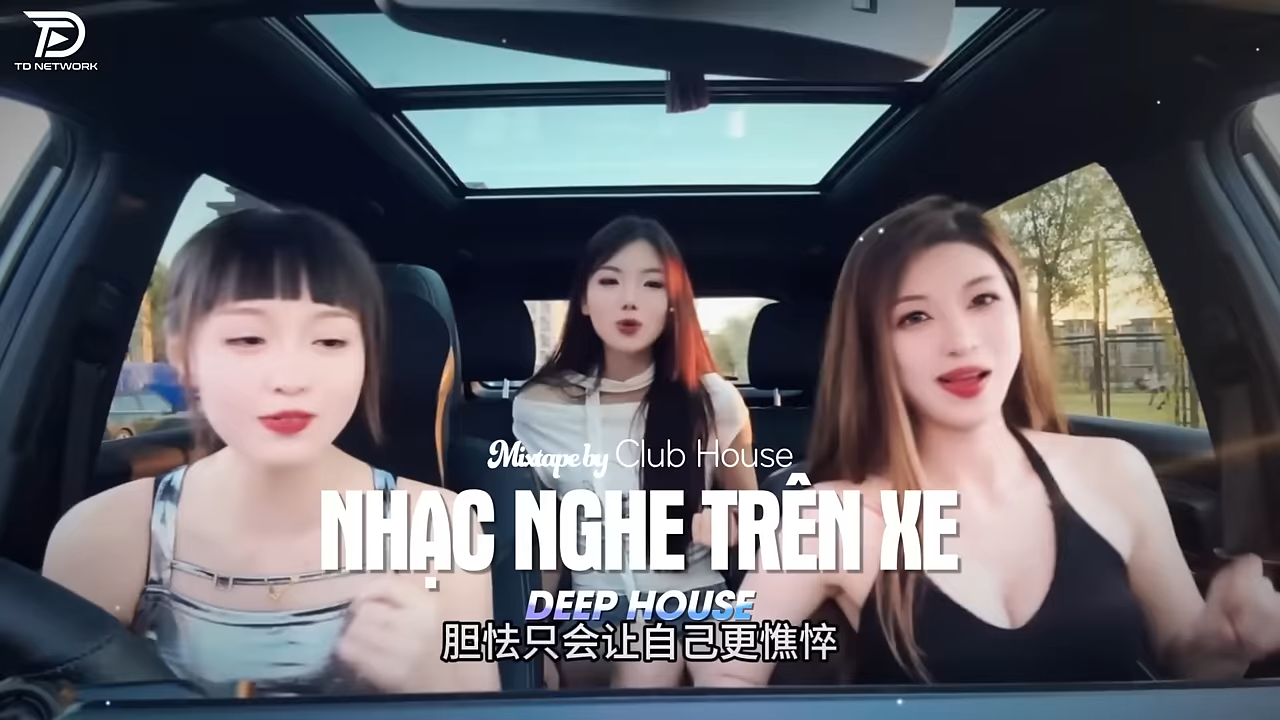 TD NETWORK
Mixtape by Club House
NHẠC NGHE TRÊN XE
DEEP HOUSE
胆怯只会让自己更憔悴